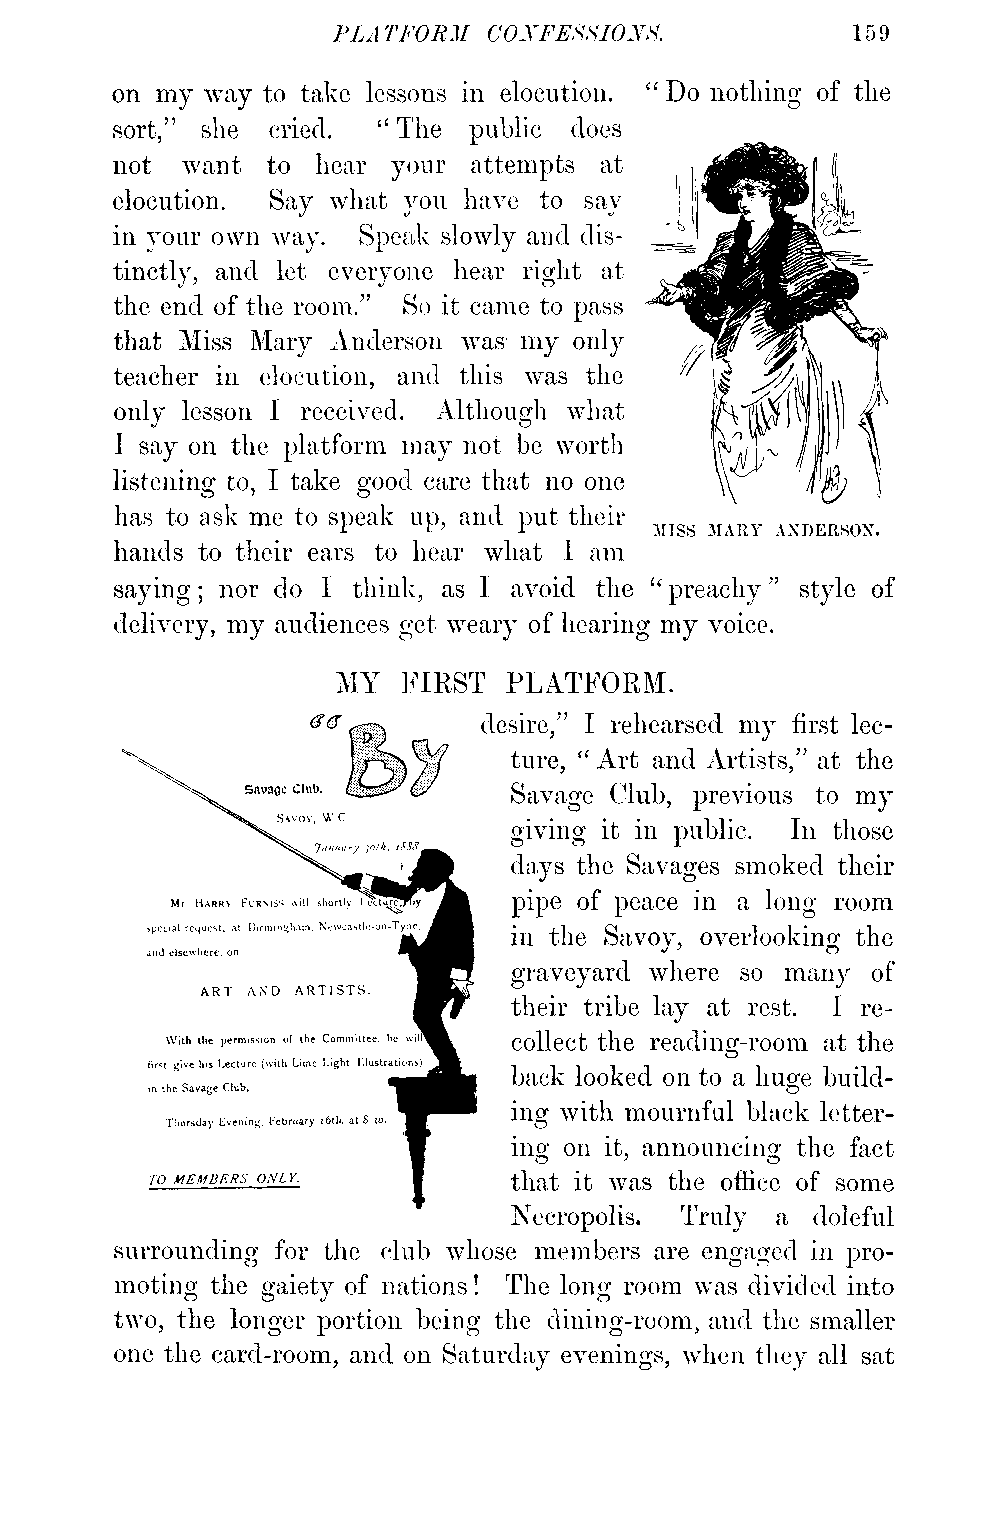 PLATFORM CONFESSIONS. 159
on my way to take lessons in elocution. “Do nothing of the
sort,” she cried. “The public does
not want to hear your attempts at
elocution. Say what you have to say
in your own way. Speak slowly and dis-
tinctly, and let everyone hear right at
the end of the room.” So it came to pass
that Miss Mary Anderson was my only
teacher in elocution, and this was the
only lesson I received. Although what
I say on the platform may not be worth
listening to, I take good care that no one
has to ask me to speak up, and put their
hands to their ears to hear what I am
MISS MARY ANDERSON.
saying; nor do I think, as I avoid the “preachy” style of
delivery, my audiences get weary of hearing my voice.
MY FIRST PLATFORM.
“By
desire,” I rehearsed my first lec-
ture, “Art and Artists,” at the
Savage Club, previous to my
giving it in public. In those
days the Savages smoked their
pipe of peace in a long room
in the Savoy, overlooking the
graveyard where so many of
their tribe lay at rest. I re-
collect the reading-room at the
back looked on to a huge build-
ing with mournful black letter-
ing on it, announcing the fact
that it was the office of some
Necropolis. Truly a doleful
Savage Club,
Savoy, W.C.
January 30th, 1888
Mr Harry Furniss will shortly Lecture, by
special request, at Birmingham, Newcastle-on-Tyne,
and elsewhere, on
ART AND ARTISTS.
With the permission of the Committee, he will
first give his Lecture (with Lime Light Illustrations)
in the Savage Club,
Thursday Evening, February 16th, at 8
TO MEMBERS ONLY.
surrounding for the club whose members are engaged in pro-
moting the gaiety of nations! The long room was divided into
two, the longer portion being the dining-room, and the smaller
one the card-room, and on Saturday evenings, when they all sat